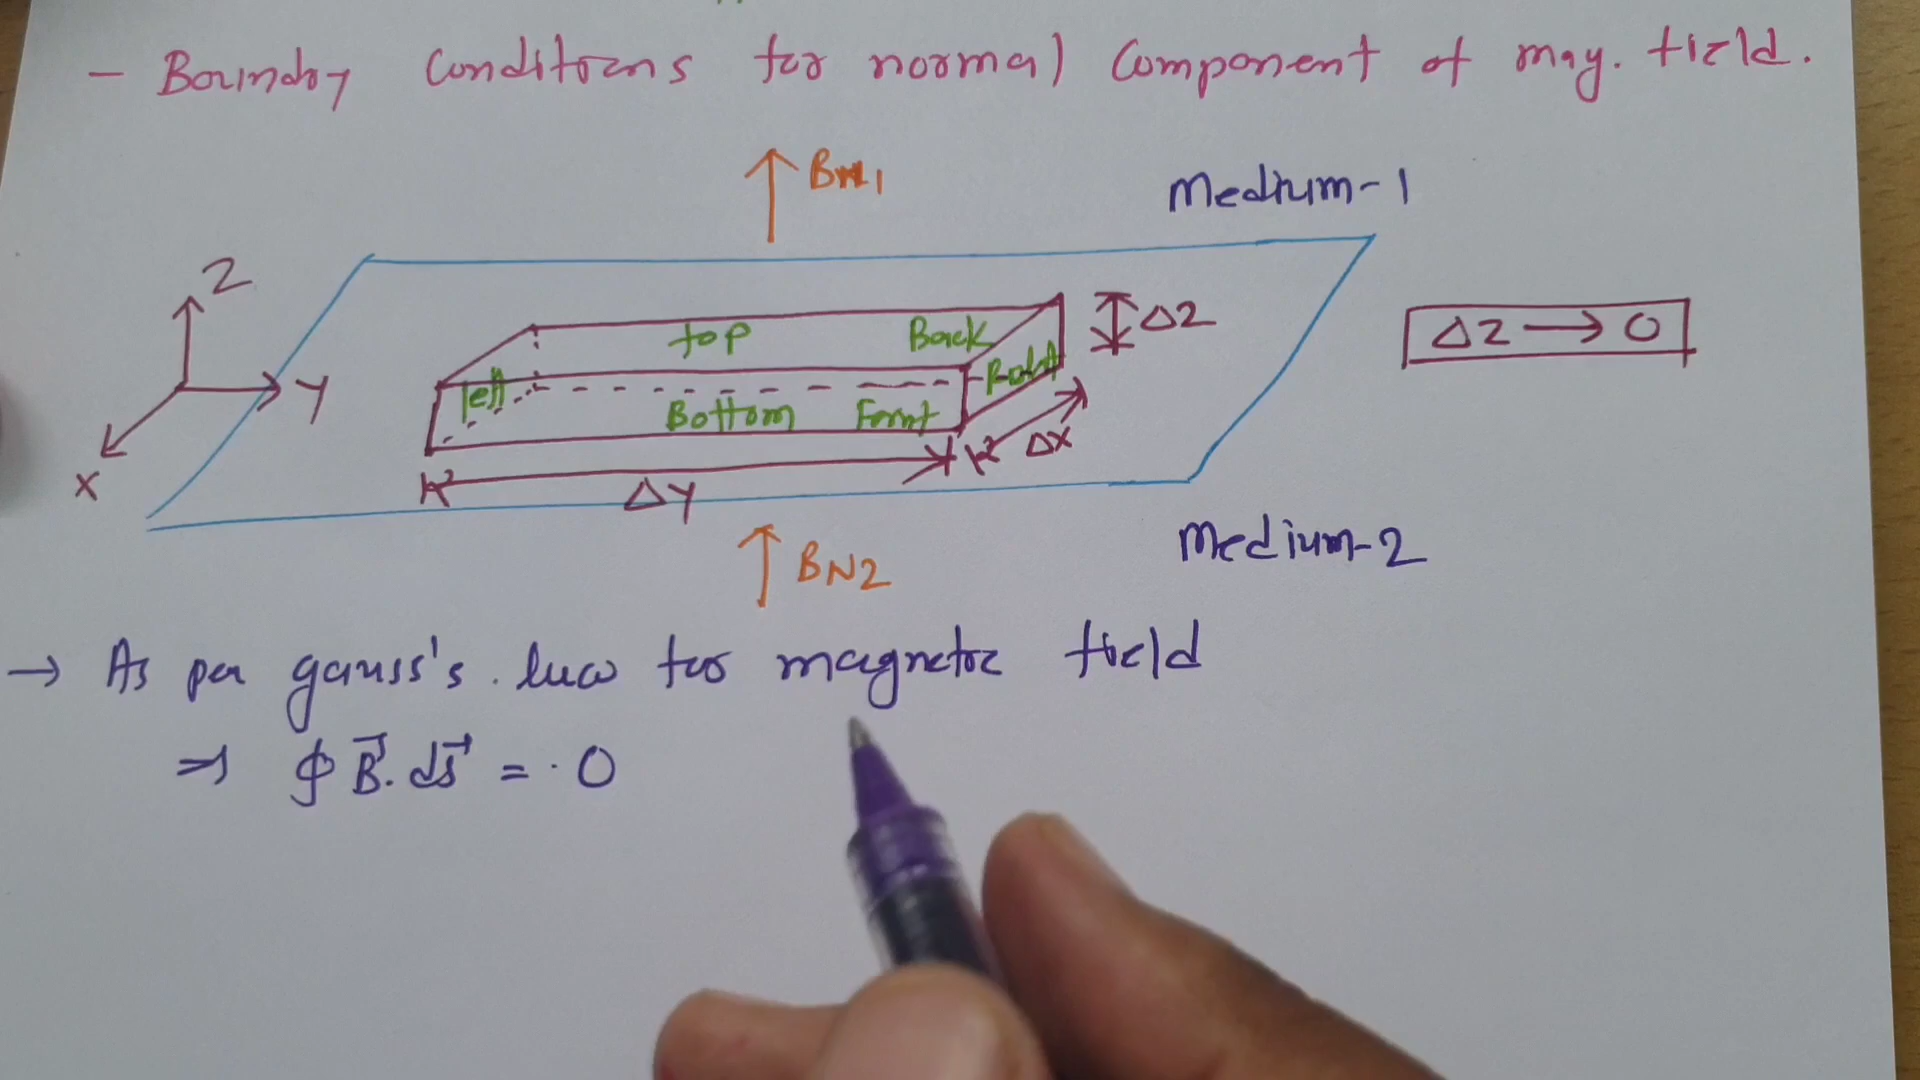 - Boundry Conditions for normal Component of mag. field.
BN1
Medium-1
Z
Y
X
top
Back
left
Right
Bottom
Front
ΔZ
ΔZ → 0
ΔX
ΔY
BN2
Medium-2
→ As per gauss's law for magnetic field
⇒ ∮ B⃗. ds⃗ = 0